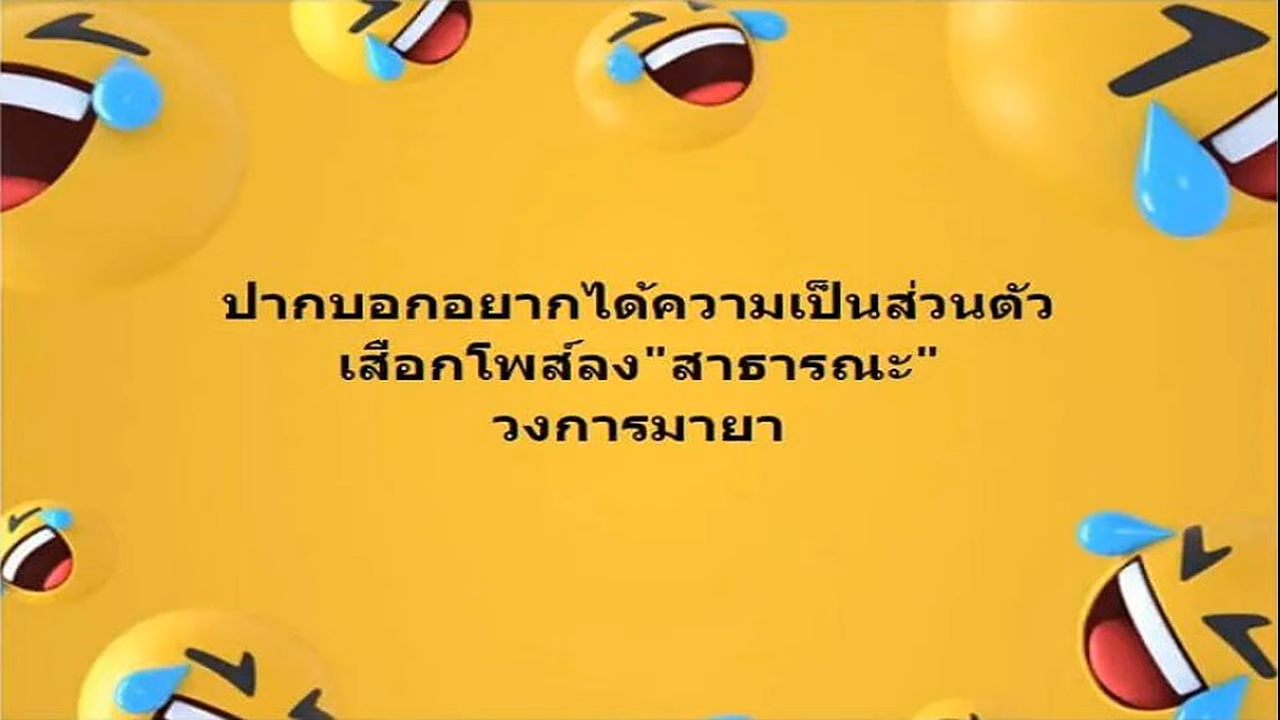 ปากบอกอยากได้ความเป็นส่วนตัว
เสือกโพส์ลง"สาธารณะ"
วงการมายา